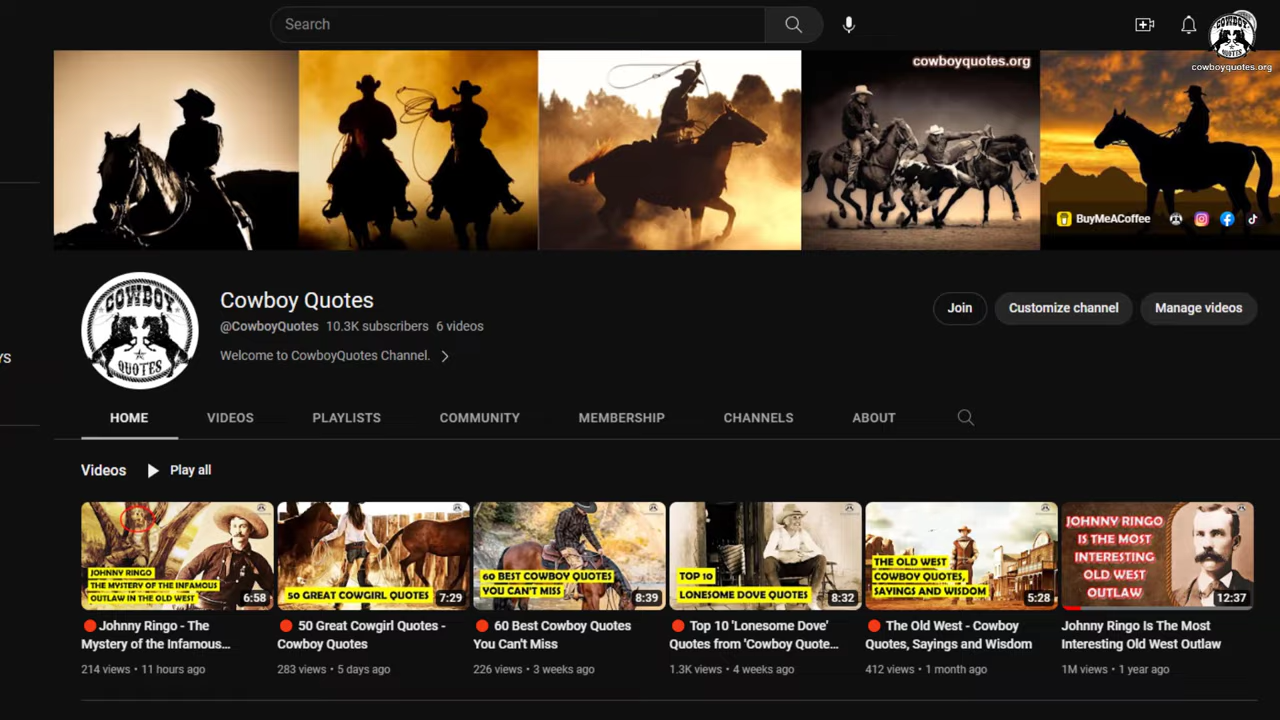 Search
COWBOY
QUOTES
cowboyquotes.org
cowboyquotes.org
BuyMeACoffee
COWBOY
QUOTES
Cowboy Quotes
@CowboyQuotes 10.3K subscribers 6 videos
Welcome to CowboyQuotes Channel.
Join
Customize channel
Manage videos
YS
HOME
VIDEOS
PLAYLISTS
COMMUNITY
MEMBERSHIP
CHANNELS
ABOUT
Videos
Play all
JOHNNY RINGO
THE MYSTERY OF THE INFAMOUS
OUTLAW IN THE OLD WEST
6:58
Johnny Ringo - The
Mystery of the Infamous...
214 views • 11 hours ago
50 GREAT COWGIRL QUOTES
7:29
50 Great Cowgirl Quotes -
Cowboy Quotes
283 views • 5 days ago
60 BEST COWBOY QUOTES
YOU CAN'T MISS
8:39
60 Best Cowboy Quotes
You Can't Miss
226 views • 3 weeks ago
TOP 10
LONESOME DOVE QUOTES
8:32
Top 10 'Lonesome Dove'
Quotes from 'Cowboy Quote...
1.3K views • 4 weeks ago
THE OLD WEST
COWBOY QUOTES,
SAYINGS AND WISDOM
5:28
The Old West - Cowboy
Quotes, Sayings and Wisdom
412 views • 1 month ago
JOHNNY RINGO
IS THE MOST
INTERESTING
OLD WEST
OUTLAW
12:37
Johnny Ringo Is The Most
Interesting Old West Outlaw
1M views • 1 year ago